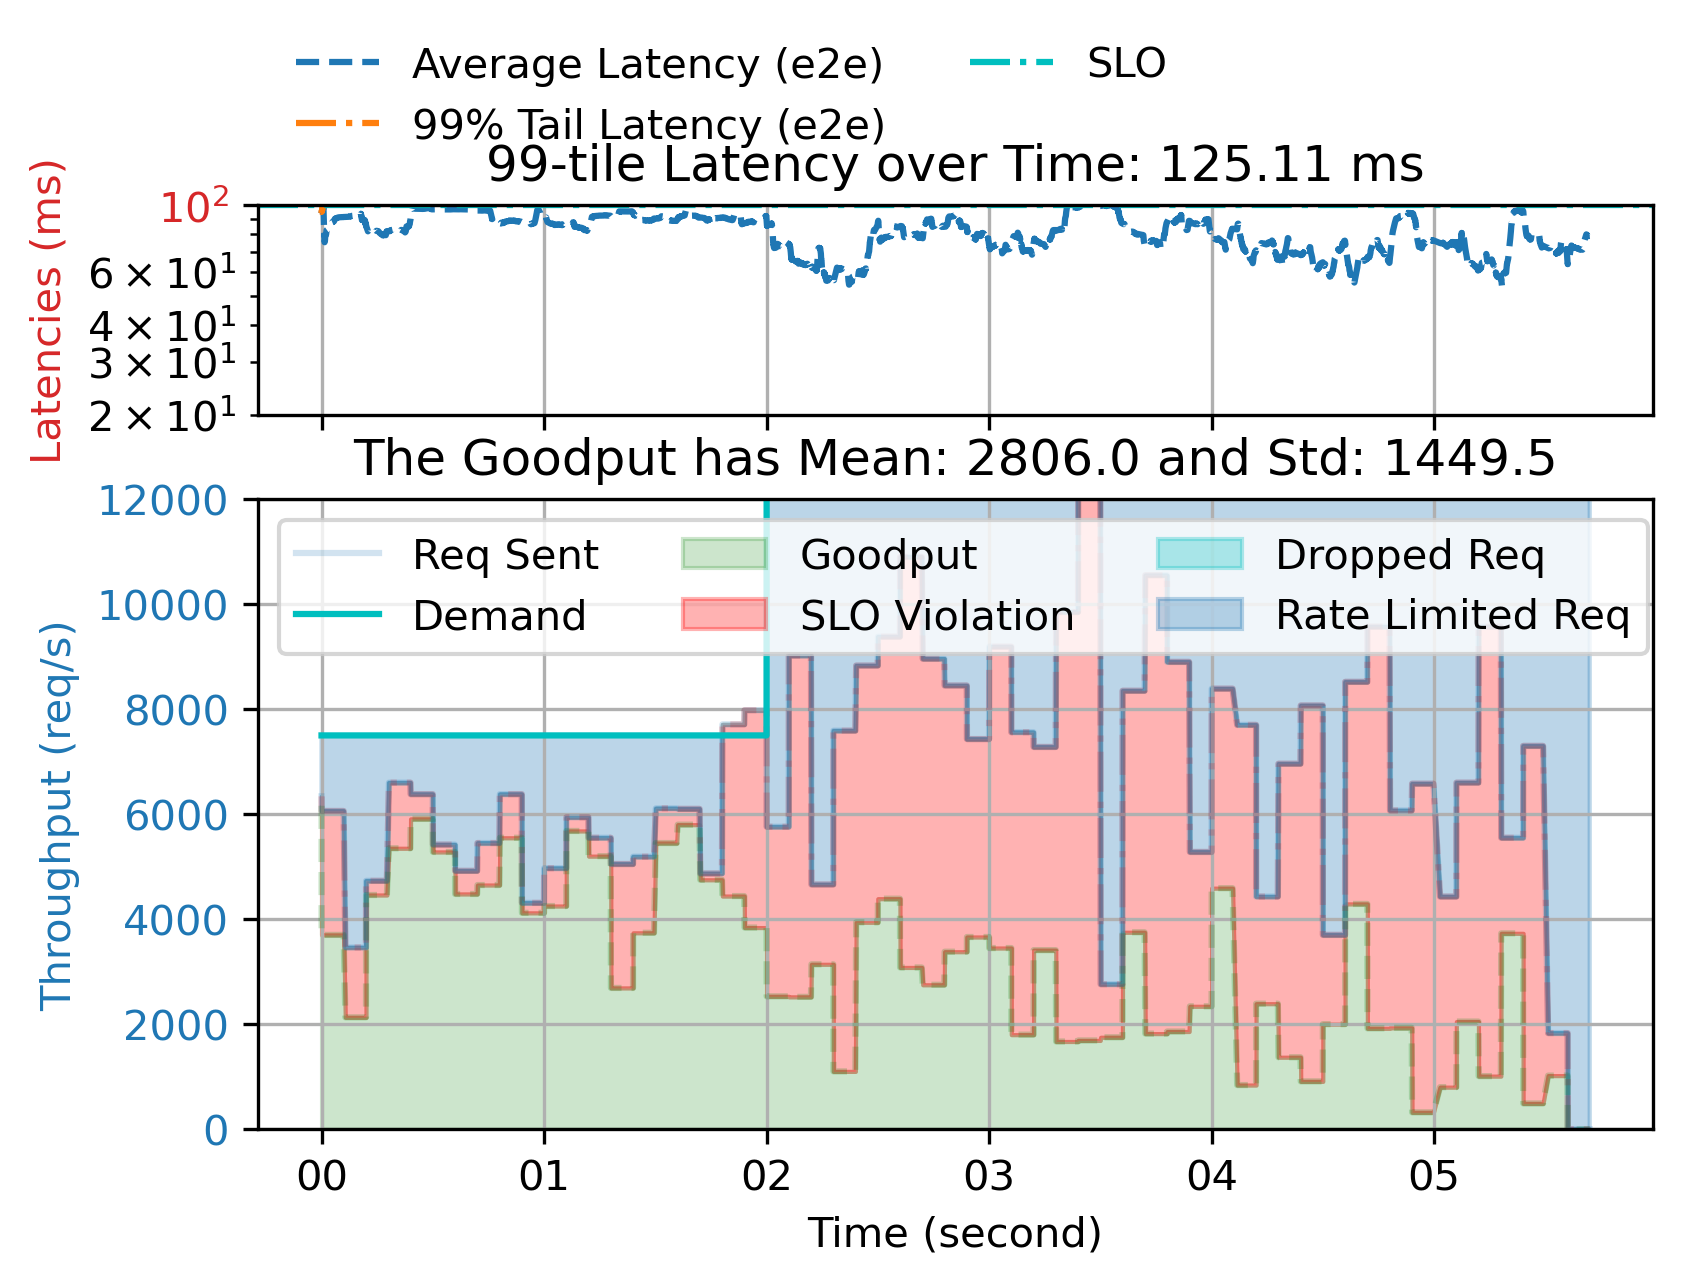 Average Latency (e2e)
SLO
99% Tail Latency (e2e)
99-tile Latency over Time: 125.11 ms
Latencies (ms)
10²
6 × 10¹
4 × 10¹
3 × 10¹
2 × 10¹
The Goodput has Mean: 2806.0 and Std: 1449.5
Throughput (req/s)
12000
10000
8000
6000
4000
2000
0
Req Sent
Goodput
Dropped Req
Demand
SLO Violation
Rate Limited Req
00 01 02 03 04 05
Time (second)